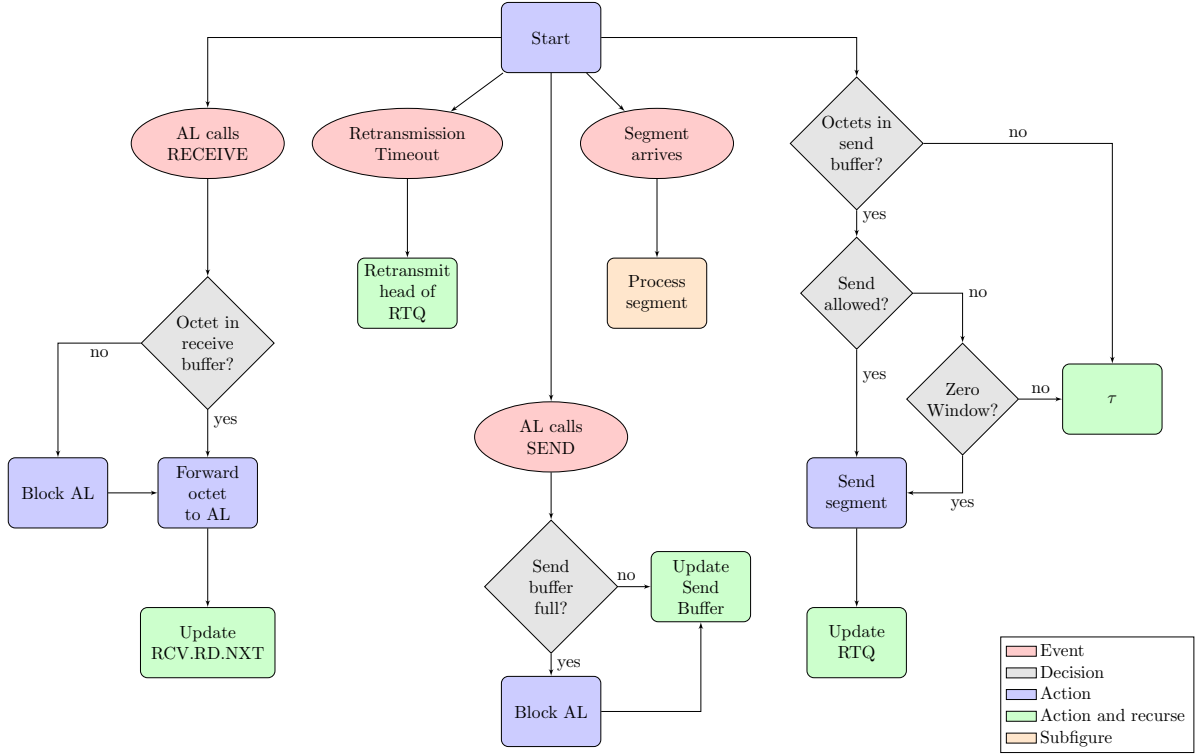 Start
AL calls
RECEIVE
Retransmission
Timeout
Segment
arrives
Octets in
send
buffer?
no
yes
Retransmit
head of
RTQ
Process
segment
Send
allowed?
no
yes
Octet in
receive
buffer?
no
yes
Zero
Window?
no
yes
τ
AL calls
SEND
Block AL
Forward
octet
to AL
Send
segment
Send
buffer
full?
no
yes
Update
Send
Buffer
Update
RCV.RD.NXT
Update
RTQ
Block AL
Event
Decision
Action
Action and recurse
Subfigure